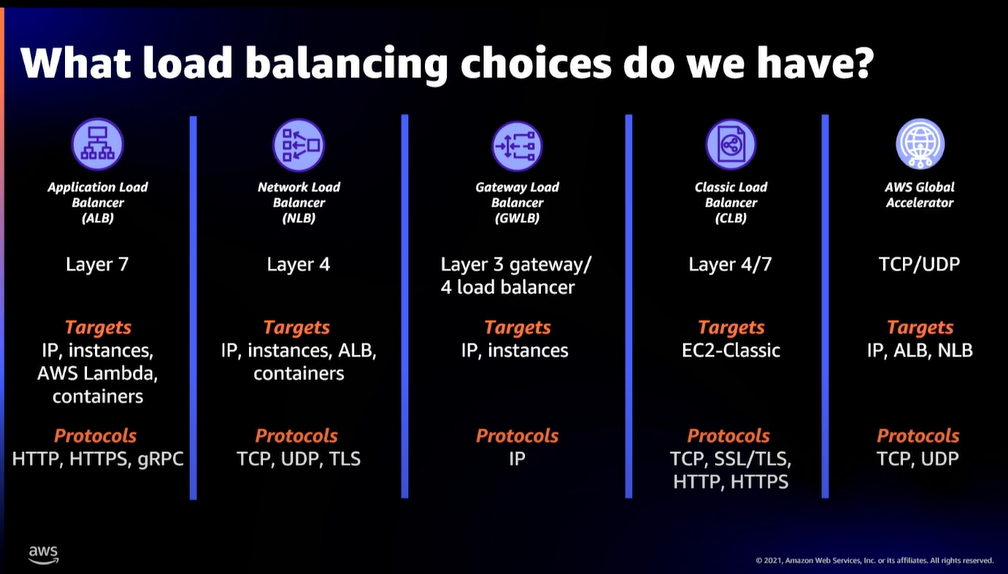 What load balancing choices do we have?
Application Load
Balancer
(ALB)
Layer 7
Targets
IP, instances,
AWS Lambda,
containers
Protocols
HTTP, HTTPS, gRPC
Network Load
Balancer
(NLB)
Layer 4
Targets
IP, instances, ALB,
containers
Protocols
TCP, UDP, TLS
Gateway Load
Balancer
(GWLB)
Layer 3 gateway/
4 load balancer
Targets
IP, instances
Protocols
IP
Classic Load
Balancer
(CLB)
Layer 4/7
Targets
EC2-Classic
Protocols
TCP, SSL/TLS,
HTTP, HTTPS
AWS Global
Accelerator
TCP/UDP
Targets
IP, ALB, NLB
Protocols
TCP, UDP
aws
© 2021, Amazon Web Services, Inc. or its affiliates. All rights reserved.